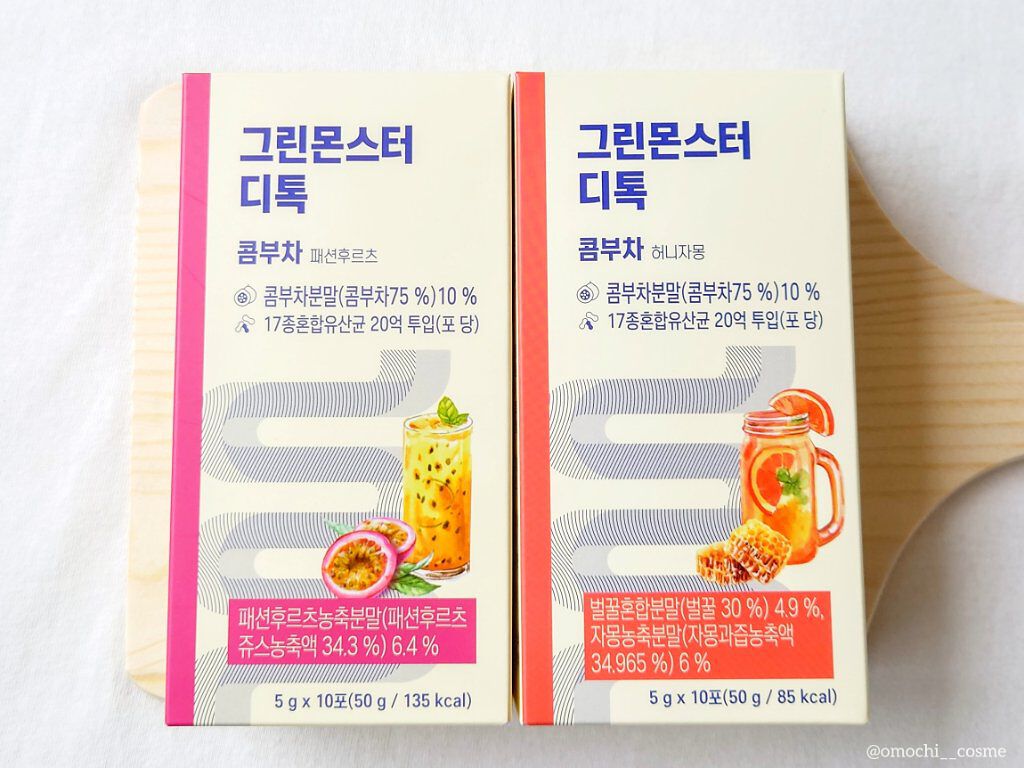 그린몬스터
디톡
콤부차 패션후르츠
콤부차분말(콤부차75 %)10 %
17종혼합유산균 20억 투입(포 당)
패션후르츠농축분말(패션후르츠
쥬스농축액 34.3 %) 6.4 %
5 g x 10포(50 g / 135 kcal)
그린몬스터
디톡
콤부차 허니자몽
콤부차분말(콤부차75 %)10 %
17종혼합유산균 20억 투입(포 당)
벌꿀혼합분말(벌꿀 30 %) 4.9 %,
자몽농축분말(자몽과즙농축액
34.965 %) 6 %
5 g x 10포(50 g / 85 kcal)
@omochi__cosme